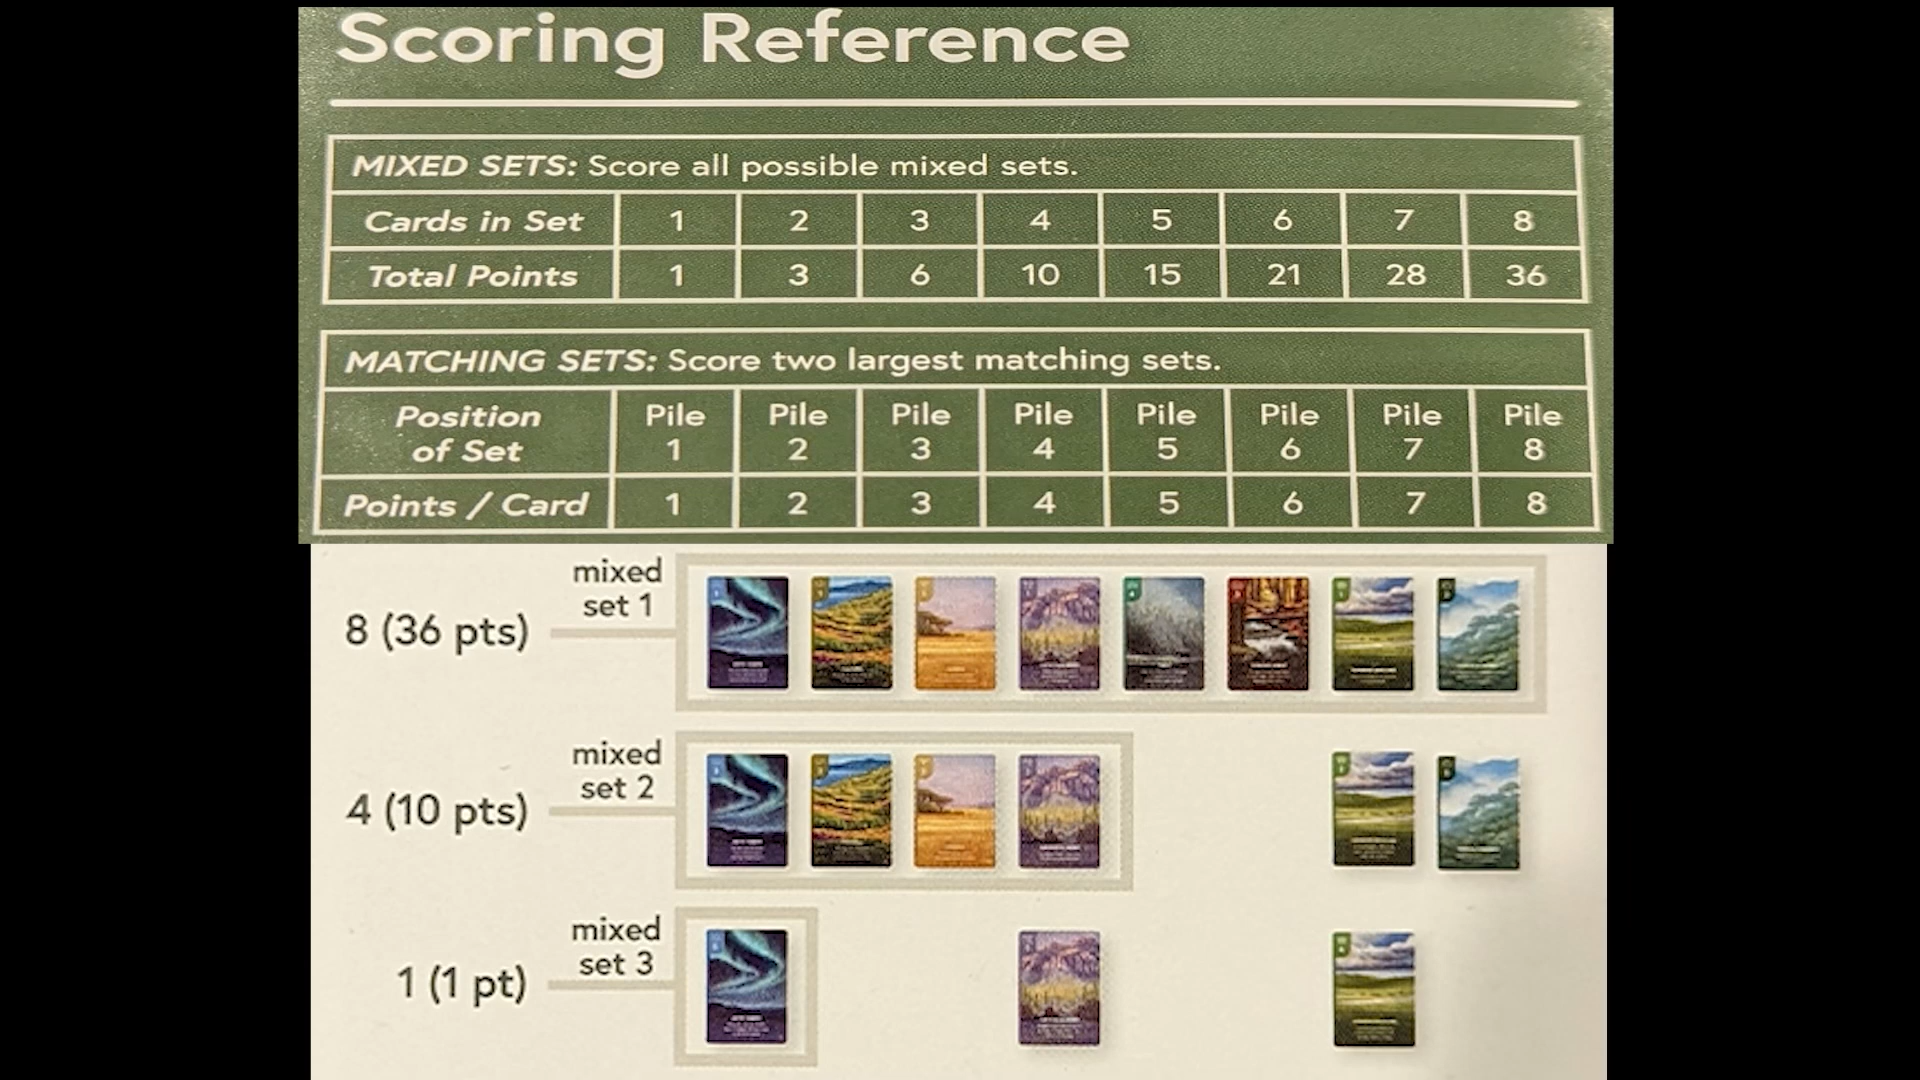 Scoring Reference
MIXED SETS: Score all possible mixed sets.
Cards in Set 1 2 3 4 5 6 7 8
Total Points 1 3 6 10 15 21 28 36
MATCHING SETS: Score two largest matching sets.
Position of Set Pile 1 Pile 2 Pile 3 Pile 4 Pile 5 Pile 6 Pile 7 Pile 8
Points / Card 1 2 3 4 5 6 7 8
8 (36 pts)
mixed
set 1
4 (10 pts)
mixed
set 2
1 (1 pt)
mixed
set 3